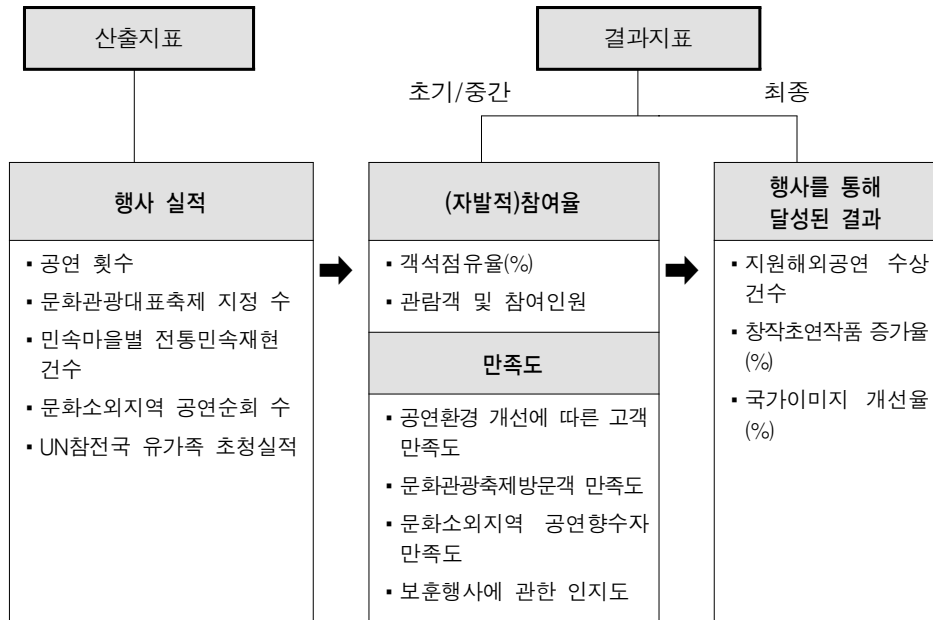 산출지표
결과지표
초기/중간
최종
행사 실적
▪ 공연 횟수
▪ 문화관광대표축제 지정 수
▪ 민속마을별 전통민속재현
건수
▪ 문화소외지역 공연순회 수
▪ UN참전국 유가족 초청실적
(자발적)참여율
▪ 객석점유율(%)
▪ 관람객 및 참여인원
만족도
▪ 공연환경 개선에 따른 고객
만족도
▪ 문화관광축제방문객 만족도
▪ 문화소외지역 공연향수자
만족도
▪ 보훈행사에 관한 인지도
행사를 통해
달성된 결과
▪ 지원해외공연 수상
건수
▪ 창작초연작품 증가율
(%)
▪ 국가이미지 개선율
(%)